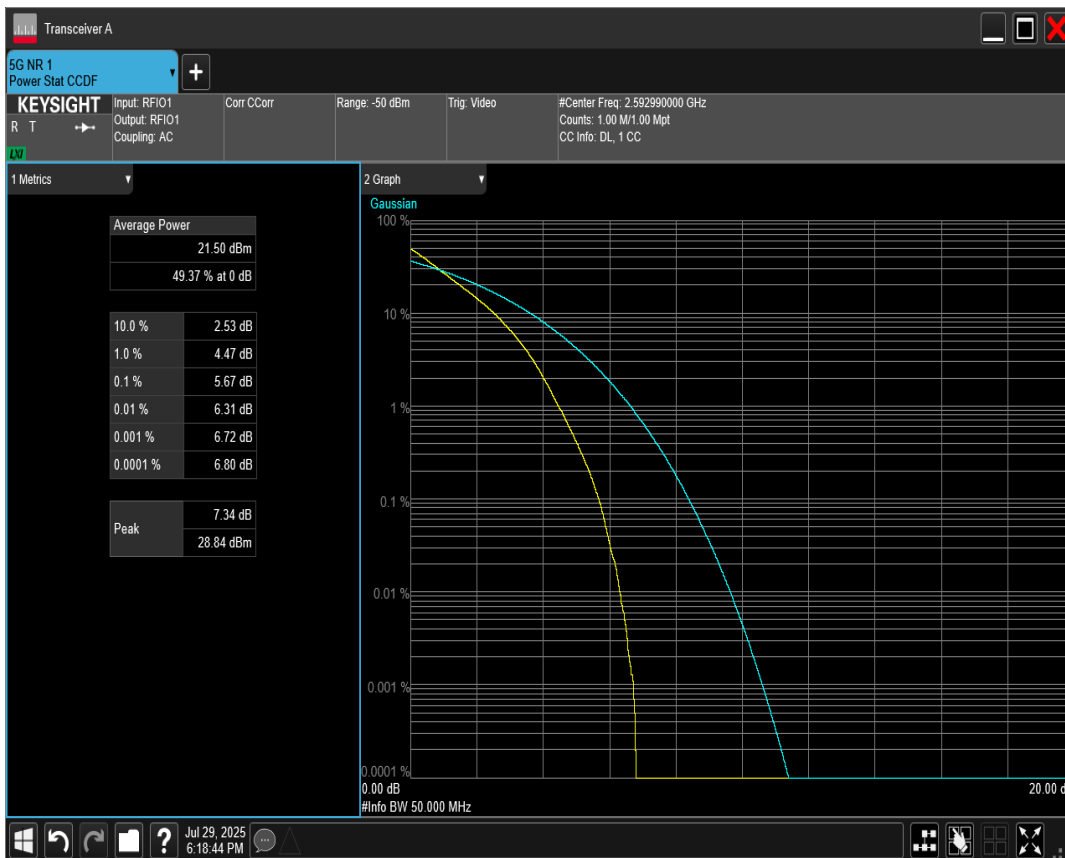 Transceiver A
5G NR 1
Power Stat CCDF
KEYSIGHT
R T
LXI
Input: RFIO1
Output: RFIO1
Coupling: AC
Corr CCorr
Range: -50 dBm
Trig: Video
#Center Freq: 2.592990000 GHz
Counts: 1.00 M/1.00 Mpt
CC Info: DL, 1 CC
1 Metrics
Average Power
21.50 dBm
49.37 % at 0 dB
10.0 % 2.53 dB
1.0 % 4.47 dB
0.1 % 5.67 dB
0.01 % 6.31 dB
0.001 % 6.72 dB
0.0001 % 6.80 dB
Peak
7.34 dB
28.84 dBm
2 Graph
Gaussian
100 %
10 %
1 %
0.1 %
0.01 %
0.001 %
0.0001 %
0.00 dB
20.00 d
#Info BW 50.000 MHz
?
Jul 29, 2025
6:18:44 PM